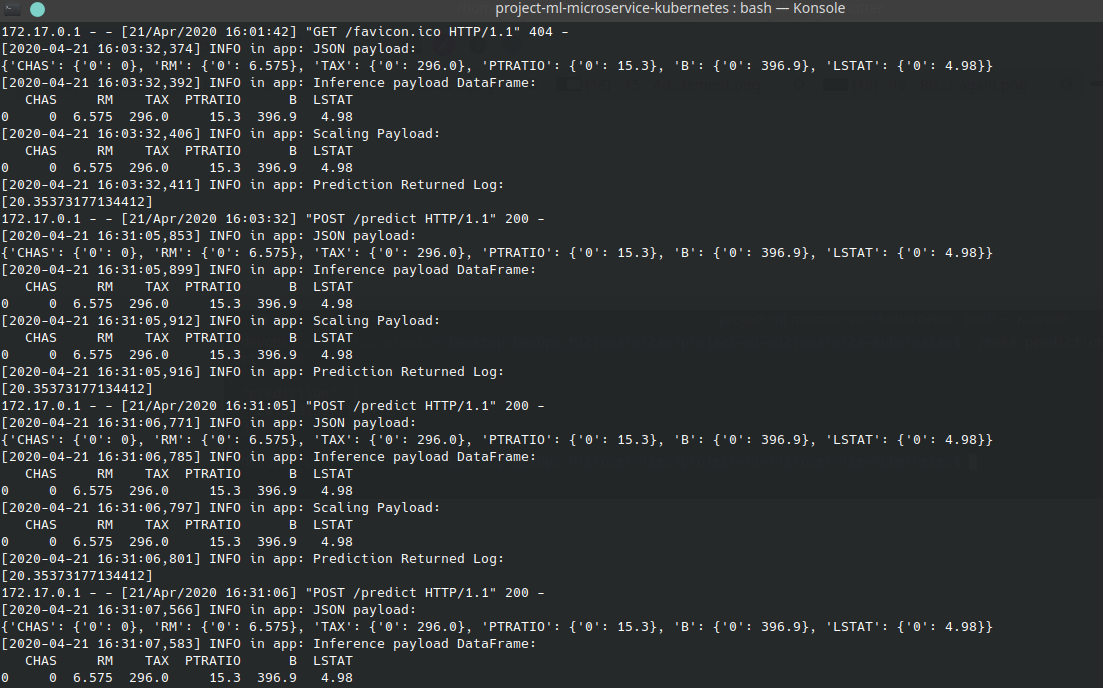 project-ml-microservice-kubernetes : bash — Konsole
172.17.0.1 - - [21/Apr/2020 16:01:42] "GET /favicon.ico HTTP/1.1" 404 -
[2020-04-21 16:03:32,374] INFO in app: JSON payload:
{'CHAS': {'0': 0}, 'RM': {'0': 6.575}, 'TAX': {'0': 296.0}, 'PTRATIO': {'0': 15.3}, 'B': {'0': 396.9}, 'LSTAT': {'0': 4.98}}
[2020-04-21 16:03:32,392] INFO in app: Inference payload DataFrame:
   CHAS     RM    TAX  PTRATIO      B  LSTAT
0     0  6.575  296.0     15.3  396.9   4.98
[2020-04-21 16:03:32,406] INFO in app: Scaling Payload:
   CHAS     RM    TAX  PTRATIO      B  LSTAT
0     0  6.575  296.0     15.3  396.9   4.98
[2020-04-21 16:03:32,411] INFO in app: Prediction Returned Log:
[20.35373177134412]
172.17.0.1 - - [21/Apr/2020 16:03:32] "POST /predict HTTP/1.1" 200 -
[2020-04-21 16:31:05,853] INFO in app: JSON payload:
{'CHAS': {'0': 0}, 'RM': {'0': 6.575}, 'TAX': {'0': 296.0}, 'PTRATIO': {'0': 15.3}, 'B': {'0': 396.9}, 'LSTAT': {'0': 4.98}}
[2020-04-21 16:31:05,899] INFO in app: Inference payload DataFrame:
   CHAS     RM    TAX  PTRATIO      B  LSTAT
0     0  6.575  296.0     15.3  396.9   4.98
[2020-04-21 16:31:05,912] INFO in app: Scaling Payload:
   CHAS     RM    TAX  PTRATIO      B  LSTAT
0     0  6.575  296.0     15.3  396.9   4.98
[2020-04-21 16:31:05,916] INFO in app: Prediction Returned Log:
[20.35373177134412]
172.17.0.1 - - [21/Apr/2020 16:31:05] "POST /predict HTTP/1.1" 200 -
[2020-04-21 16:31:06,771] INFO in app: JSON payload:
{'CHAS': {'0': 0}, 'RM': {'0': 6.575}, 'TAX': {'0': 296.0}, 'PTRATIO': {'0': 15.3}, 'B': {'0': 396.9}, 'LSTAT': {'0': 4.98}}
[2020-04-21 16:31:06,785] INFO in app: Inference payload DataFrame:
   CHAS     RM    TAX  PTRATIO      B  LSTAT
0     0  6.575  296.0     15.3  396.9   4.98
[2020-04-21 16:31:06,797] INFO in app: Scaling Payload:
   CHAS     RM    TAX  PTRATIO      B  LSTAT
0     0  6.575  296.0     15.3  396.9   4.98
[2020-04-21 16:31:06,801] INFO in app: Prediction Returned Log:
[20.35373177134412]
172.17.0.1 - - [21/Apr/2020 16:31:06] "POST /predict HTTP/1.1" 200 -
[2020-04-21 16:31:07,566] INFO in app: JSON payload:
{'CHAS': {'0': 0}, 'RM': {'0': 6.575}, 'TAX': {'0': 296.0}, 'PTRATIO': {'0': 15.3}, 'B': {'0': 396.9}, 'LSTAT': {'0': 4.98}}
[2020-04-21 16:31:07,583] INFO in app: Inference payload DataFrame:
   CHAS     RM    TAX  PTRATIO      B  LSTAT
0     0  6.575  296.0     15.3  396.9   4.98